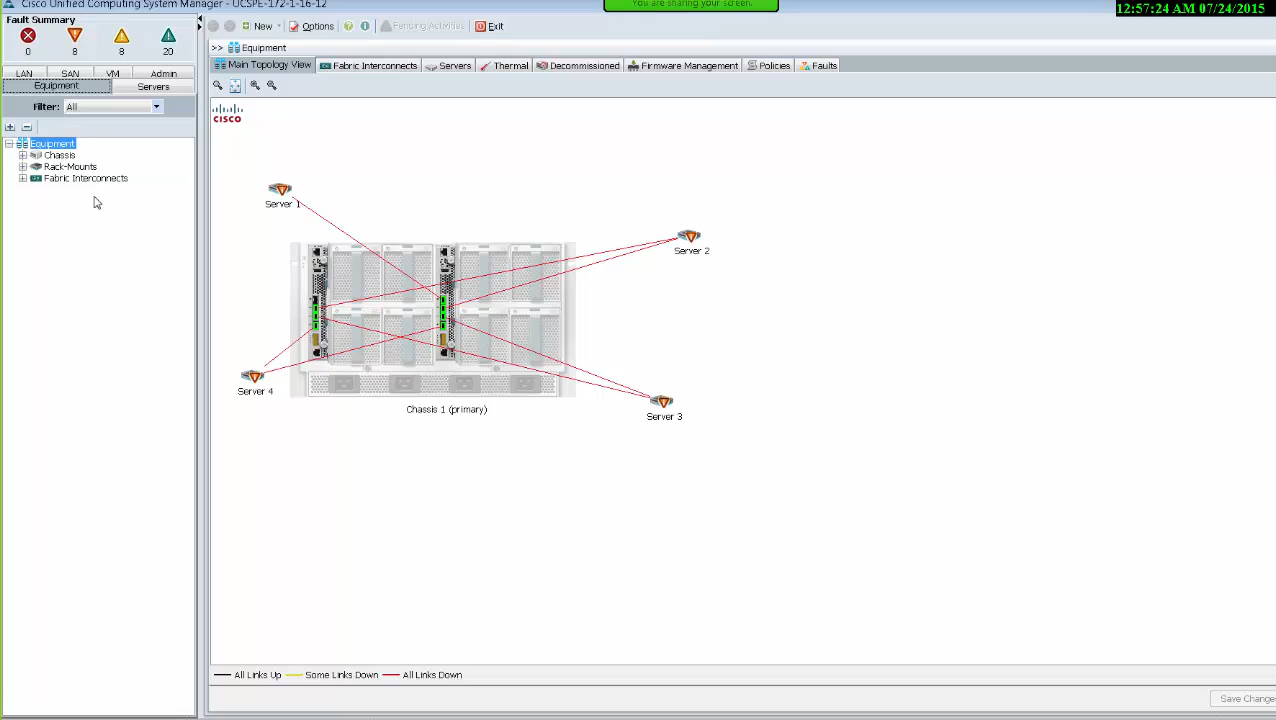 Cisco Unified Computing System Manager - UCSPE-172-1-16-12
You are sharing your screen.
12:57:24 AM 07/24/2015
Fault Summary
0 8 8 20
New Options Pending Activities Exit
>> Equipment
LAN SAN VM Admin
Equipment Servers
Main Topology View Fabric Interconnects Servers Thermal Decommissioned Firmware Management Policies Faults
Filter: All
Equipment
Chassis
Rack-Mounts
Fabric Interconnects
CISCO
Server 1
Server 2
Server 4
Server 3
Chassis 1 (primary)
All Links Up Some Links Down All Links Down
Save Change